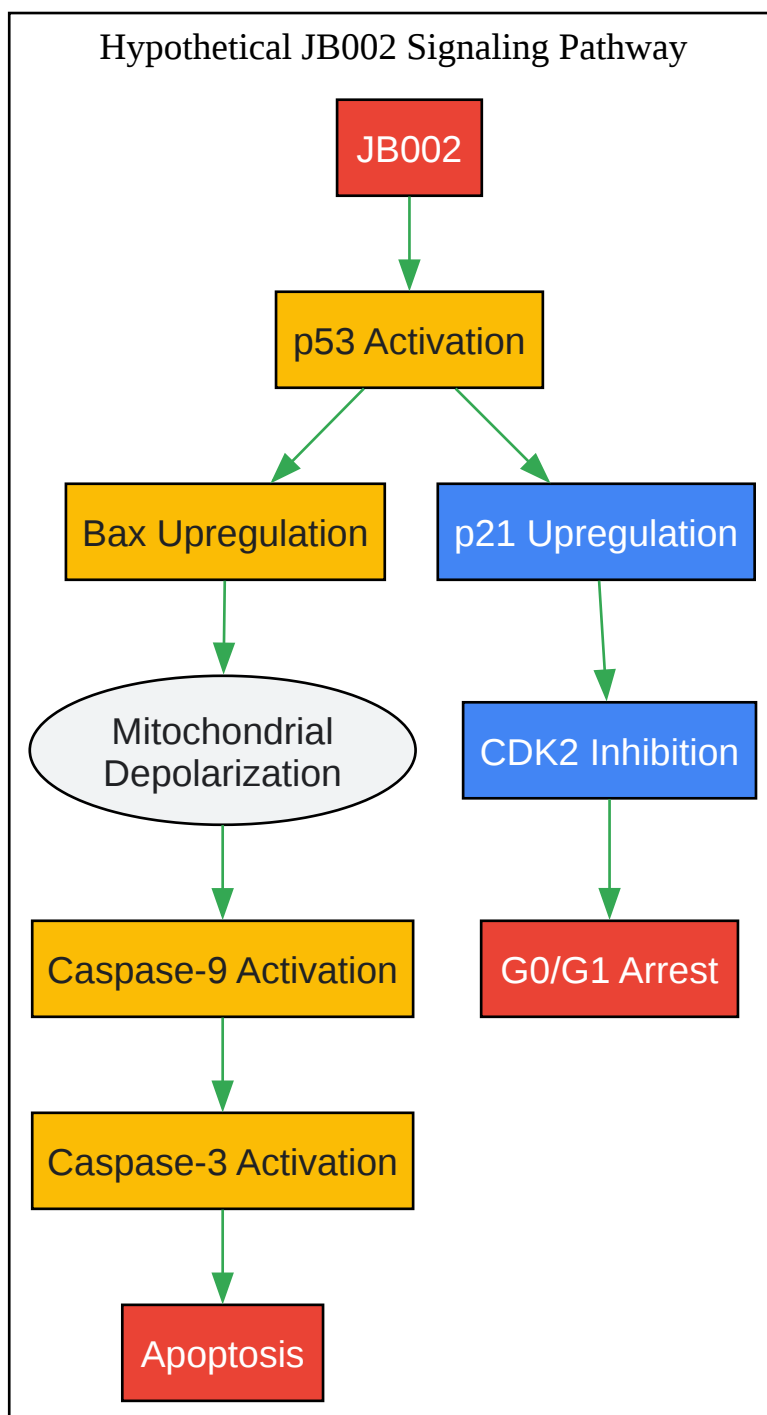 Hypothetical JB002 Signaling Pathway
JB002
p53 Activation
Bax Upregulation
p21 Upregulation
Mitochondrial
Depolarization
CDK2 Inhibition
Caspase-9 Activation
G0/G1 Arrest
Caspase-3 Activation
Apoptosis